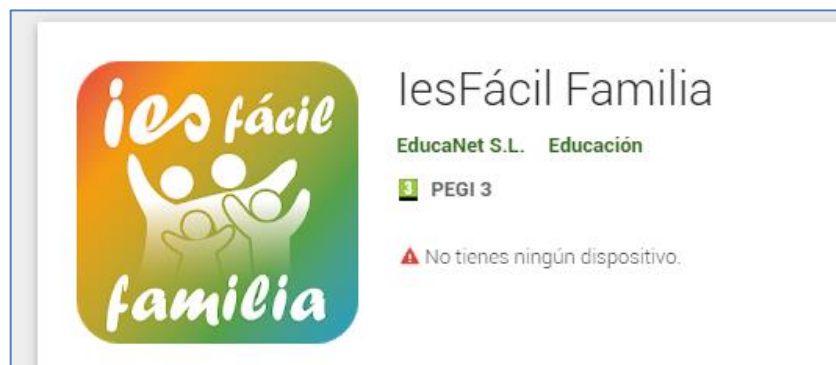 ies fácil
familia
IesFácil Familia
EducaNet S.L. Educación
3 PEGI 3
No tienes ningún dispositivo.